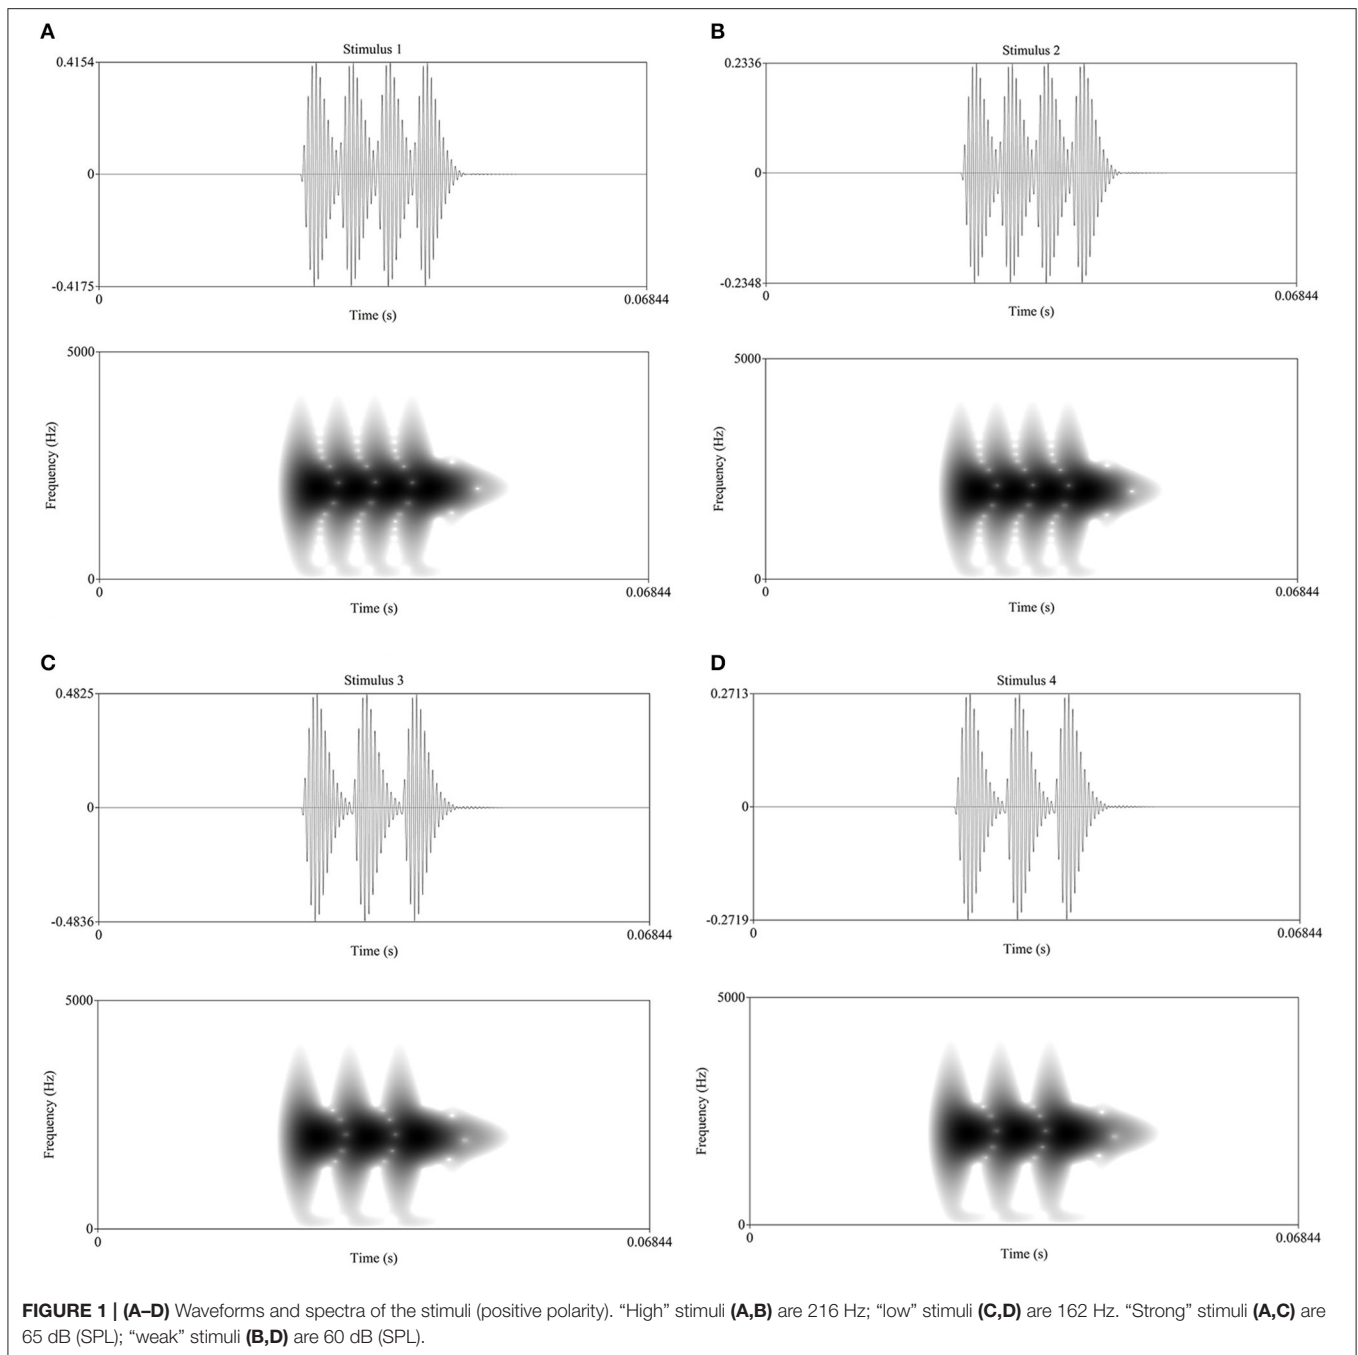 A
Stimulus 1
0.4154
0
-0.4175
0
0.06844
Time (s)
5000
Frequency (Hz)
0
0
0.06844
Time (s)
B
Stimulus 2
0.2336
0
-0.2348
0
0.06844
Time (s)
5000
Frequency (Hz)
0
0
0.06844
Time (s)
C
Stimulus 3
0.4825
0
-0.4836
0
0.06844
Time (s)
5000
Frequency (Hz)
0
0
0.06844
Time (s)
D
Stimulus 4
0.2713
0
-0.2719
0
0.06844
Time (s)
5000
Frequency (Hz)
0
0
0.06844
Time (s)
FIGURE 1 | (A–D) Waveforms and spectra of the stimuli (positive polarity). “High” stimuli (A,B) are 216 Hz; “low” stimuli (C,D) are 162 Hz. “Strong” stimuli (A,C) are
65 dB (SPL); “weak” stimuli (B,D) are 60 dB (SPL).